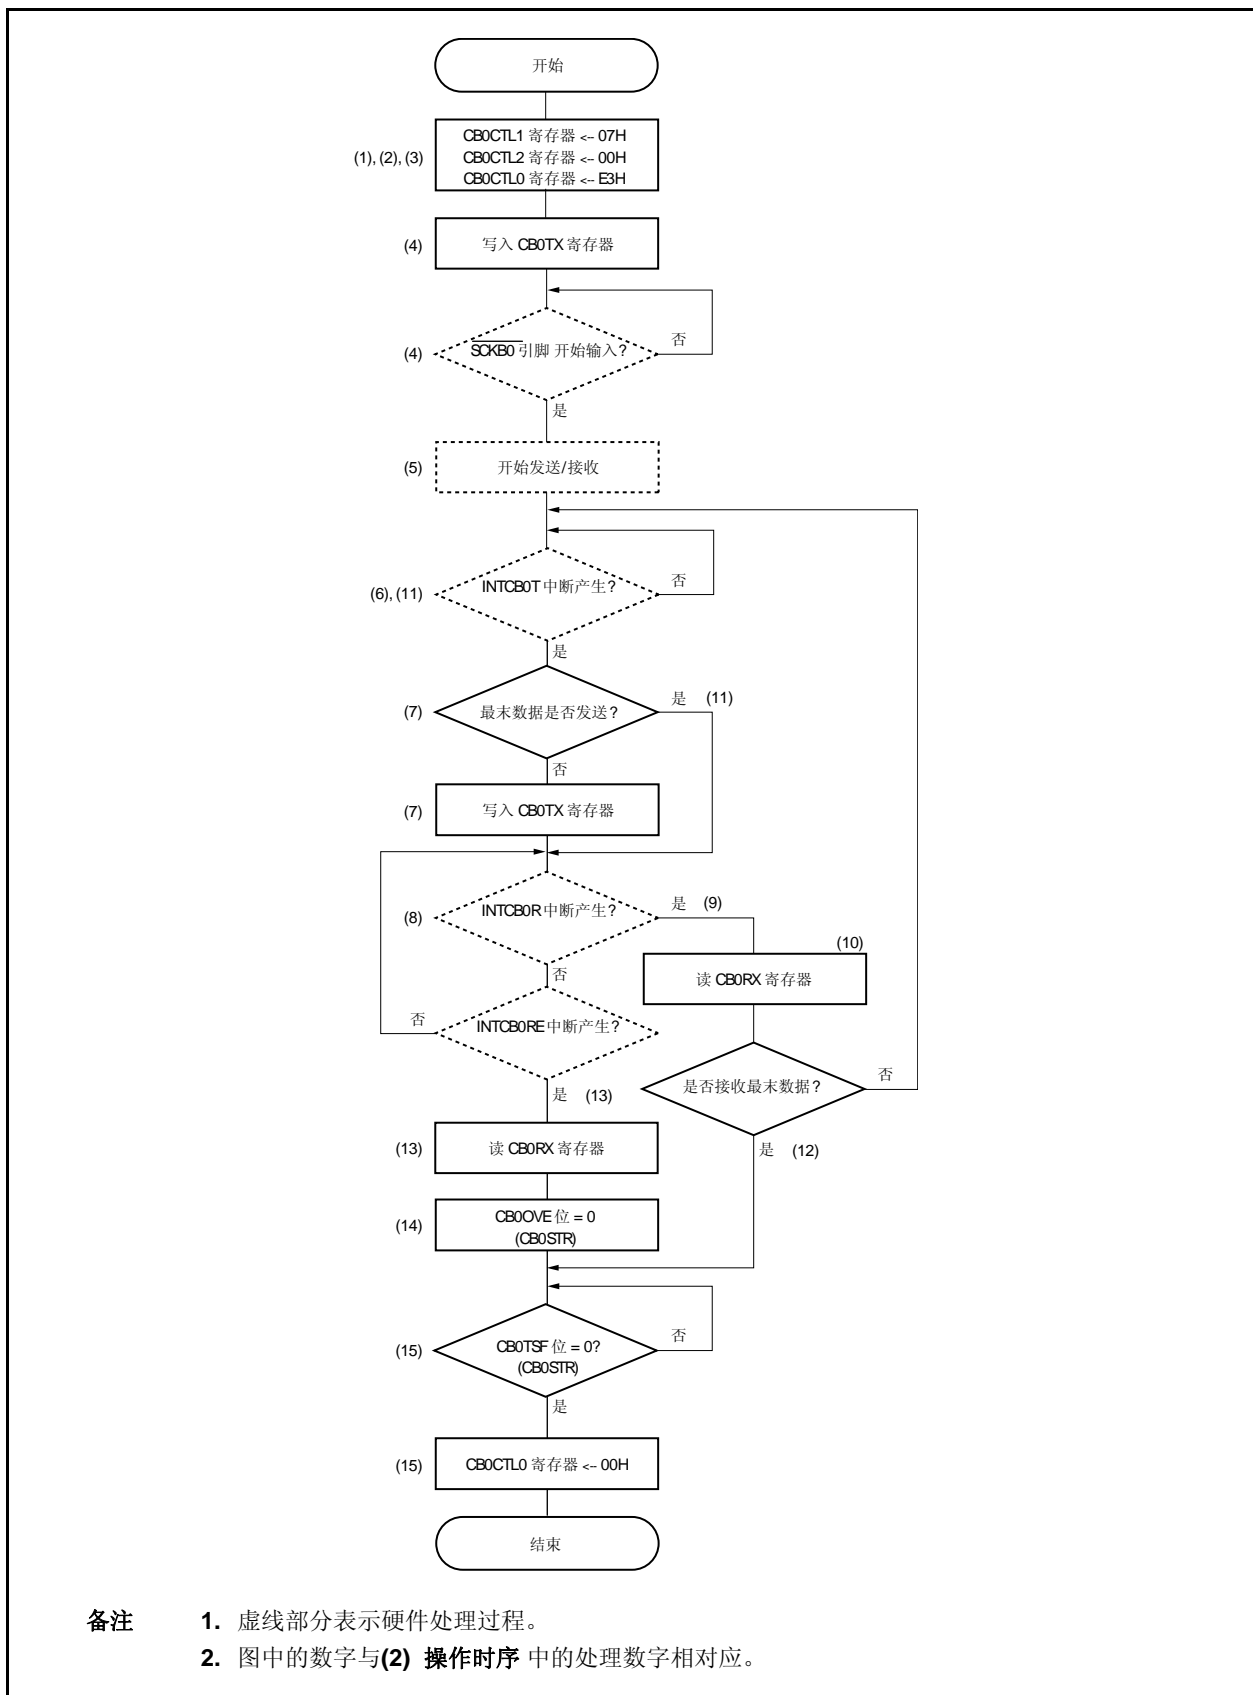 开始
CB0CTL1 寄存器 <-- 07H
(1), (2), (3) CB0CTL2 寄存器 <-- 00H
CB0CTL0 寄存器 <-- E3H
(4) 写入 CB0TX 寄存器
否
(4) SCKB0 引脚 开始输入?
是
(5) 开始发送/接收
否
(6), (11) INTCB0T 中断产生?
是
是 (11)
(7) 最末数据是否发送?
否
(7) 写入 CB0TX 寄存器
是 (9)
(8) INTCB0R 中断产生?
(10)
否 读 CB0RX 寄存器
否 INTCB0RE 中断产生?
否
是否接收最末数据?
是 (13)
(13) 读 CB0RX 寄存器 是 (12)
(14) CB0OVE 位 = 0
(CB0STR)
否
(15) CB0TSF 位 = 0?
(CB0STR)
是
(15) CB0CTL0 寄存器 <-- 00H
结束
备注 1. 虚线部分表示硬件处理过程。
2. 图中的数字与(2) 操作时序 中的处理数字相对应。